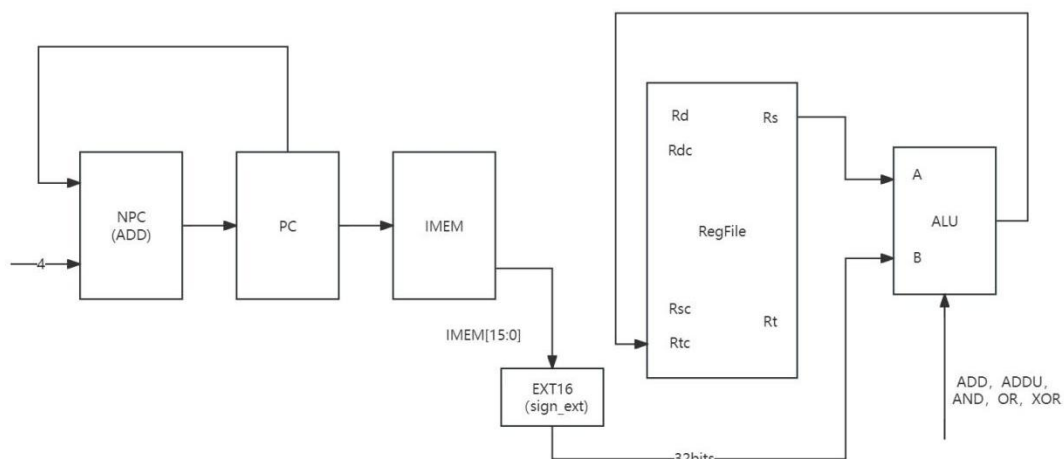 NPC
(ADD)
4
PC
IMEM
IMEM[15:0]
EXT16
(sign_ext)
32bits
Rd
Rs
Rdc
RegFile
Rsc
Rt
Rtc
A
ALU
B
ADD, ADDU,
AND, OR, XOR